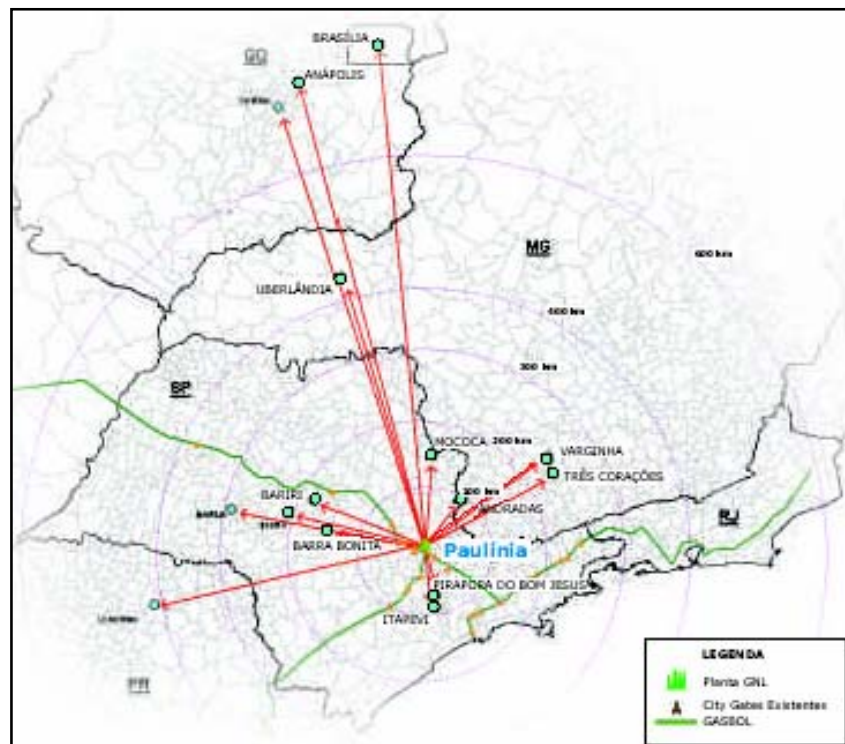 BRASÍLIA
GO
ANÁPOLIS
MG
600 km
UBERLÂNDIA
400 km
300 km
SP
MOCOCA
200 km
VARGINHA
TRÊS CORAÇÕES
BARIRI
100 km
ANDRADAS
RJ
BARRA BONITA
Paulínia
PIRAPORA DO BOM JESUS
ITAPEVI
PR
LEGENDA
Planta GNL
City Gates Existentes
GASBOL